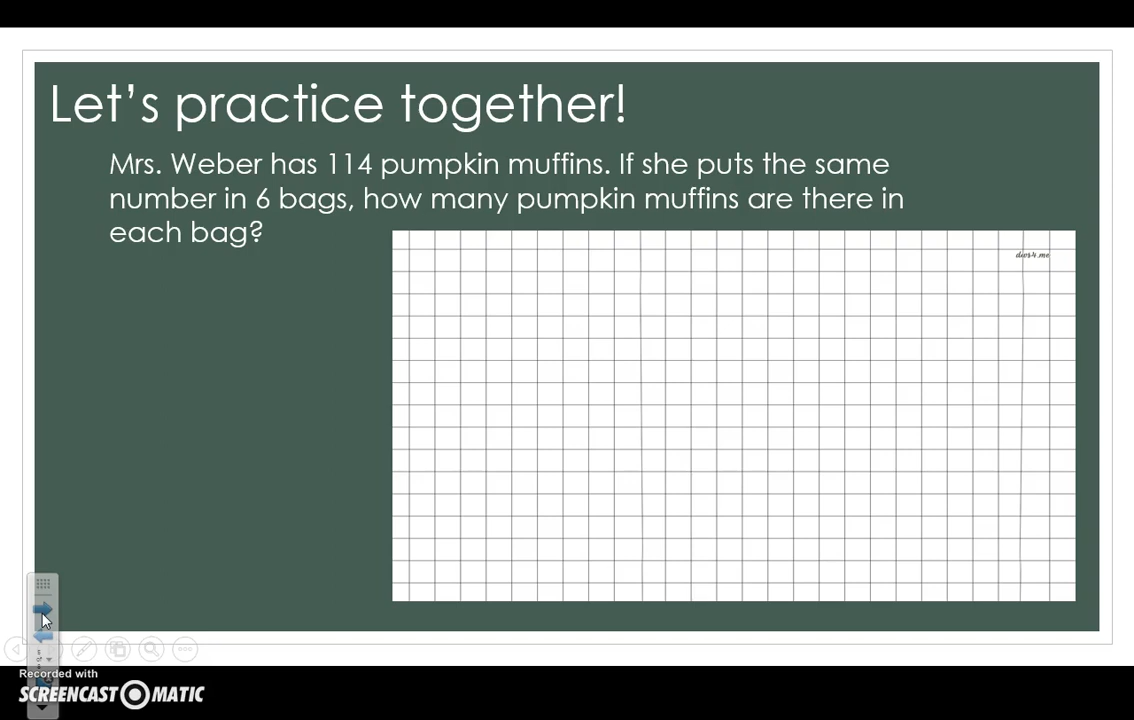 Let's practice together!
Mrs. Weber has 114 pumpkin muffins. If she puts the same
number in 6 bags, how many pumpkin muffins are there in
each bag?
Recorded with
SCREENCAST MATIC